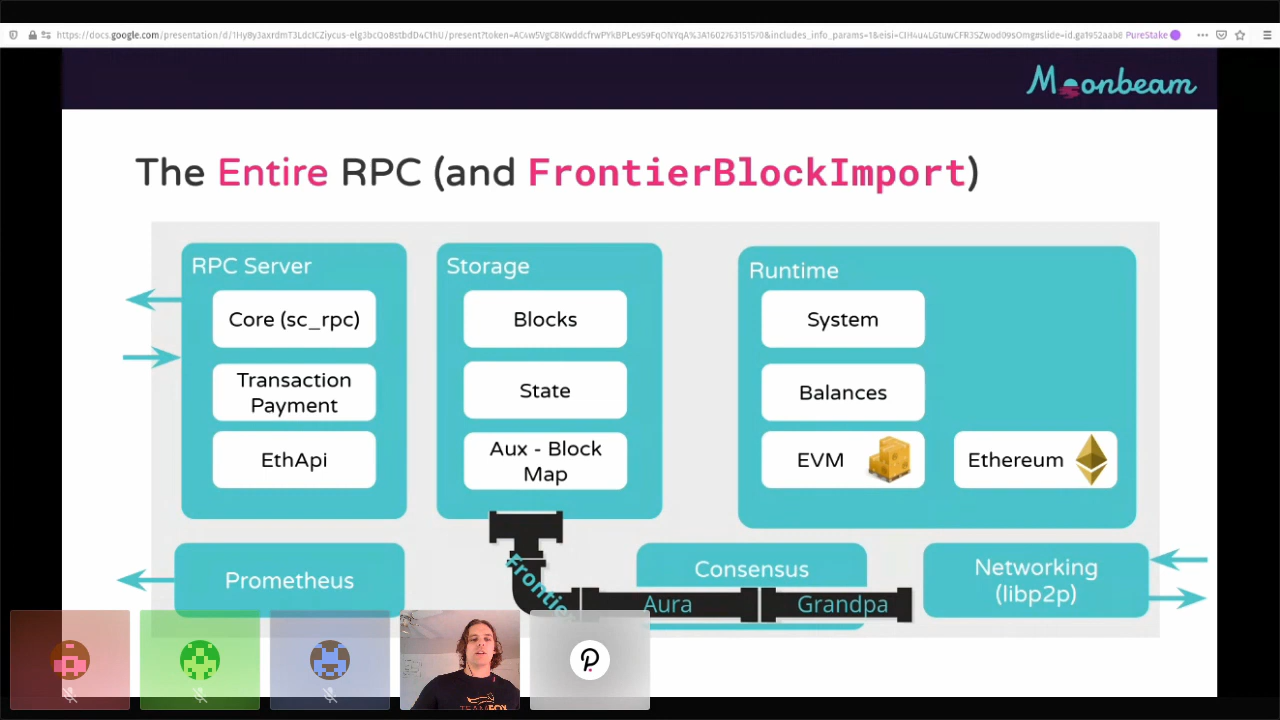 Moonbeam
The Entire RPC (and FrontierBlockImport)
RPC Server
Core (sc_rpc)
Transaction
Payment
EthApi
Storage
Blocks
State
Aux - Block
Map
Runtime
System
Balances
EVM
Ethereum
Prometheus
Frontier
Consensus
Aura
Grandpa
Networking
(libp2p)
PureStake